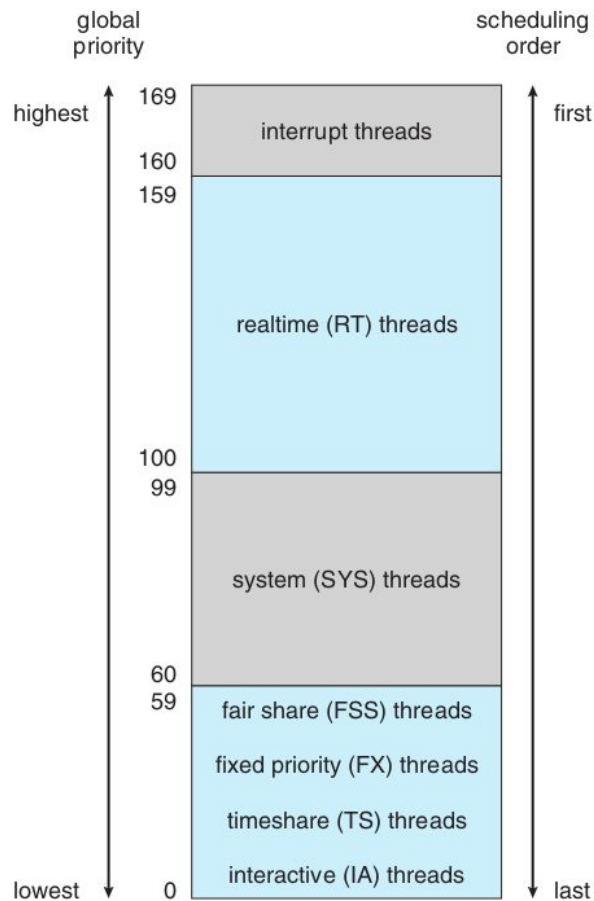 global
priority
scheduling
order
highest
169
interrupt threads
first
160
159
realtime (RT) threads
100
99
system (SYS) threads
60
59
fair share (FSS) threads
fixed priority (FX) threads
timeshare (TS) threads
interactive (IA) threads
lowest
0
last